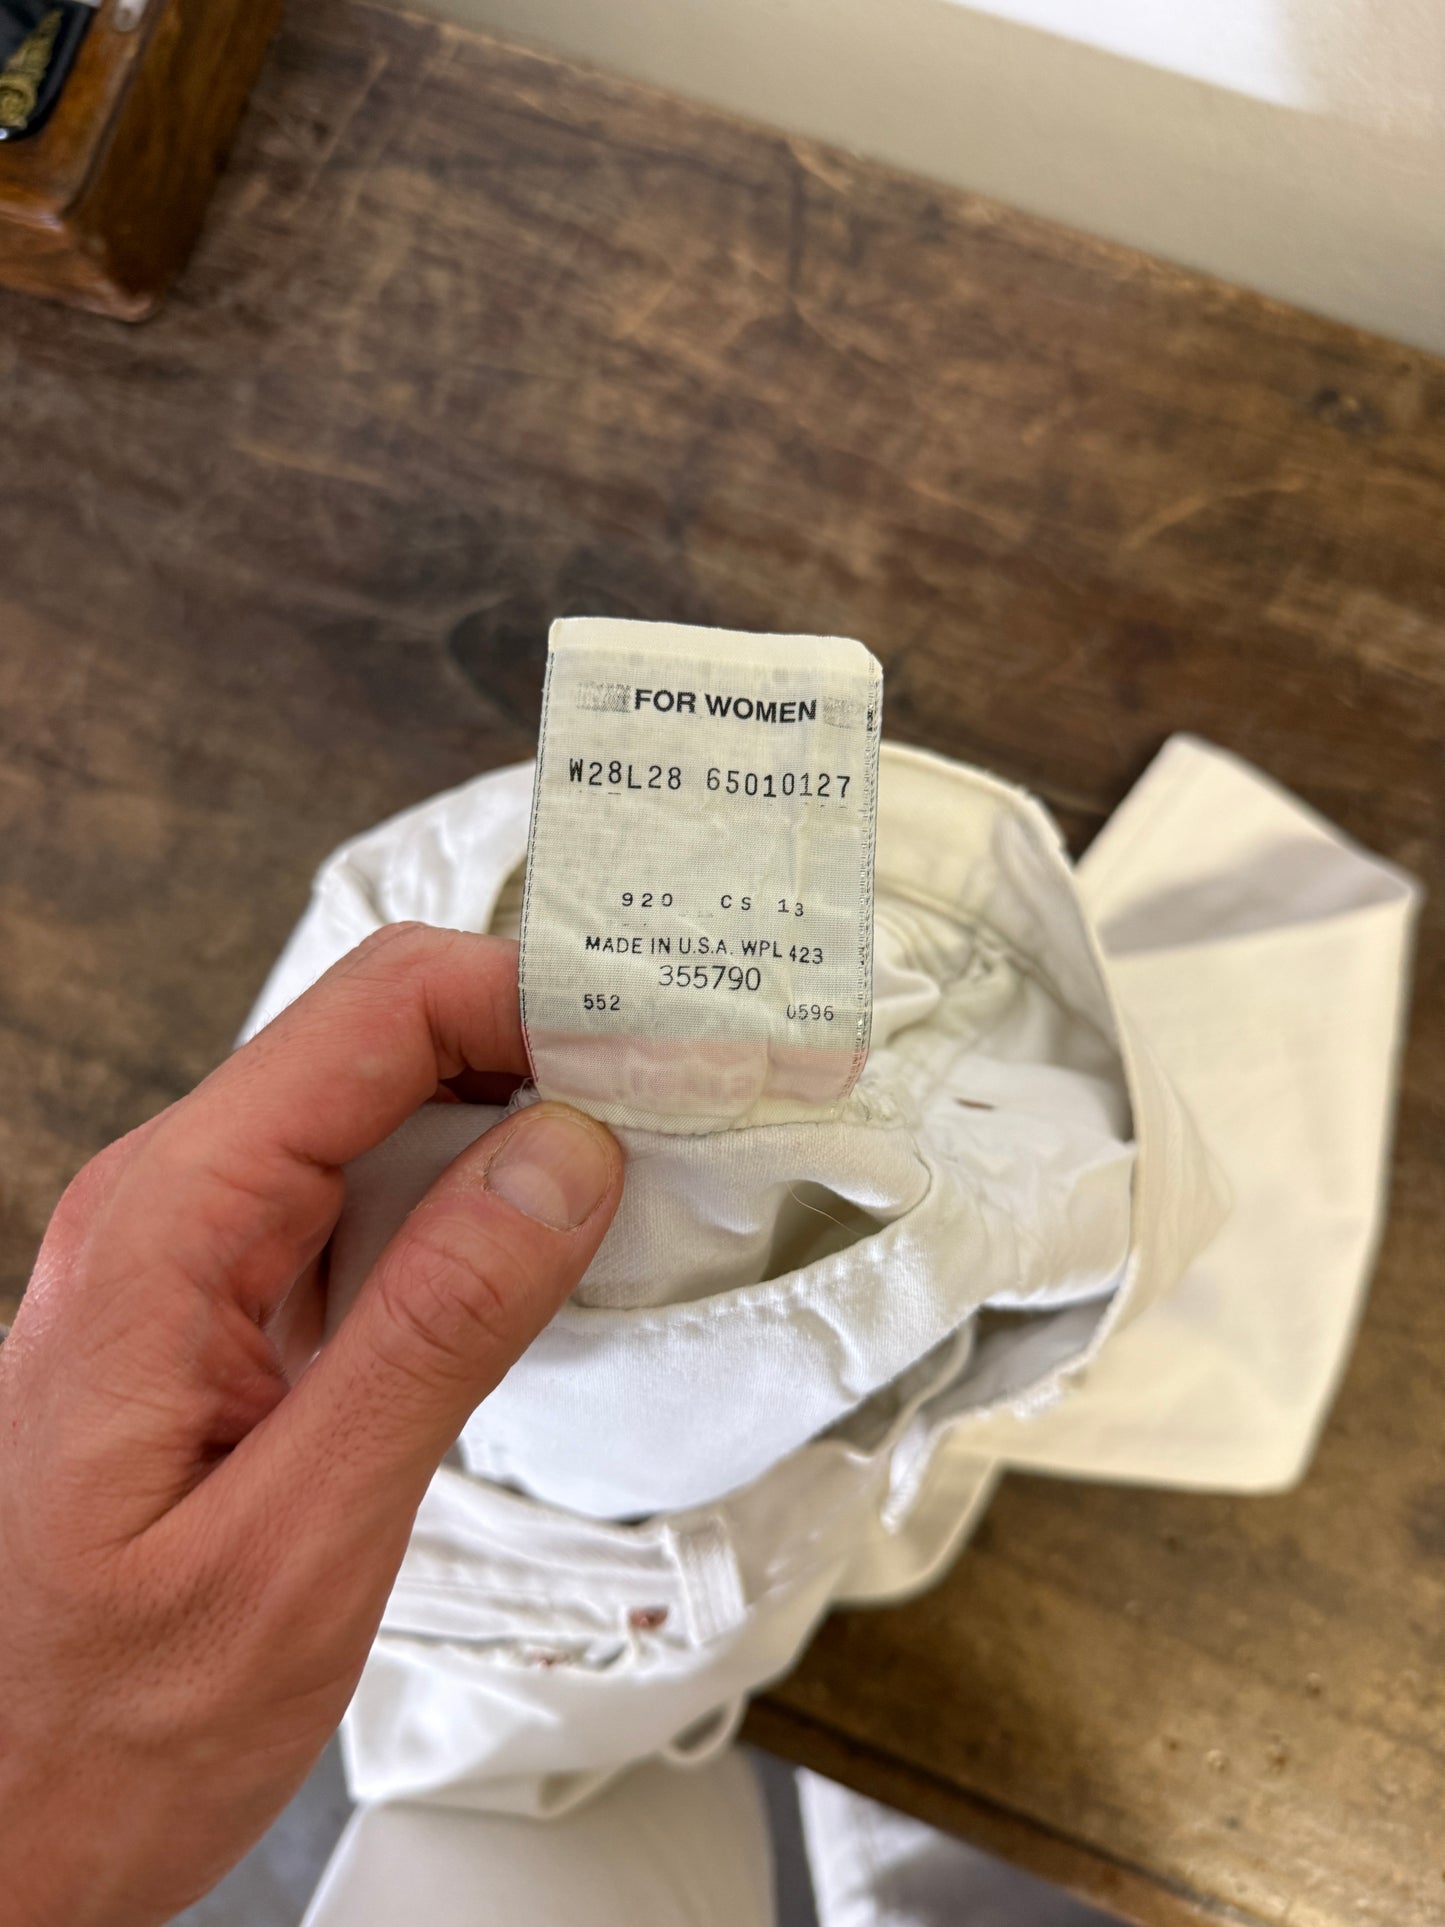 FOR WOMEN
W28L28 65010127
920 CS 13
MADE IN U.S.A. WPL 423
355790
552 0596